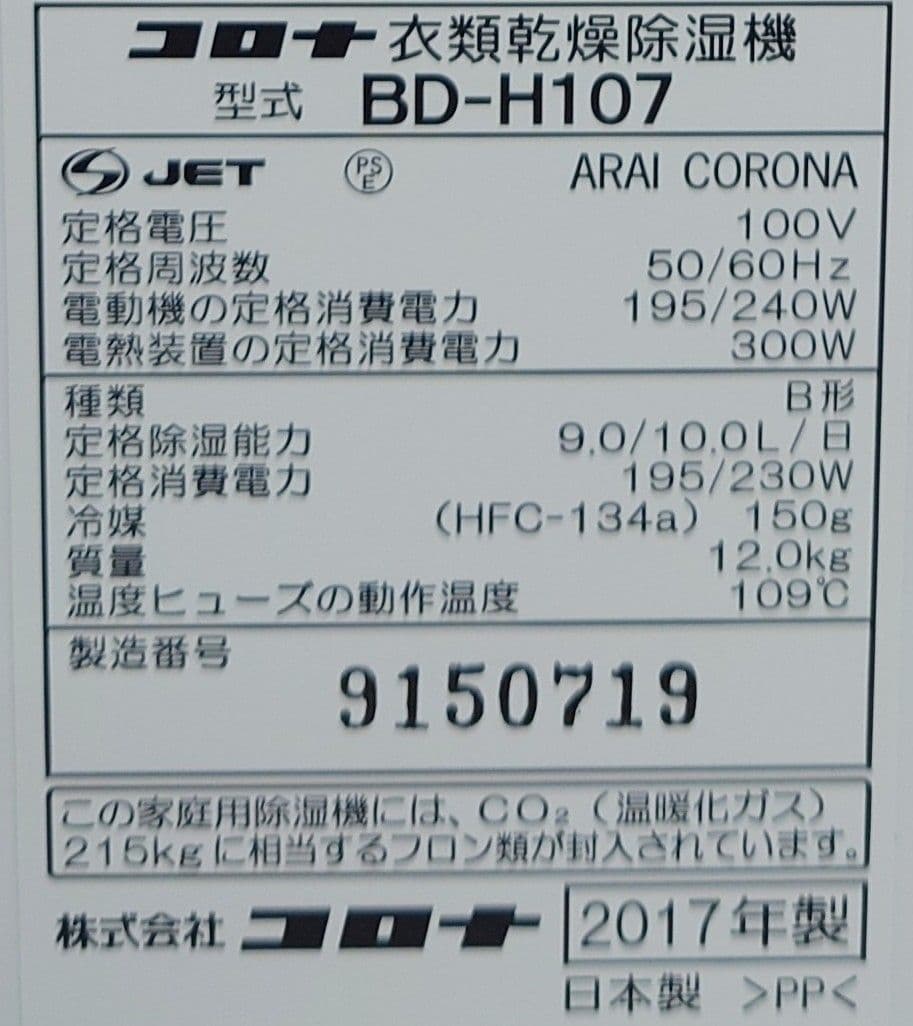 コロナ 衣類乾燥除湿機
型式 BD-H107
JET PSE ARAI CORONA
定格電圧 100V
定格周波数 50/60Hz
電動機の定格消費電力 195/240W
電熱装置の定格消費電力 300W
種類 B形
定格除湿能力 9.0/10.0L/日
定格消費電力 195/230W
冷媒 (HFC-134a) 150g
質量 12.0kg
温度ヒューズの動作温度 109℃
製造番号
9150719
この家庭用除湿機には、CO₂(温暖化ガス)
215kgに相当するフロン類が封入されています。
株式会社 コロナ 2017年製
日本製 >PP<